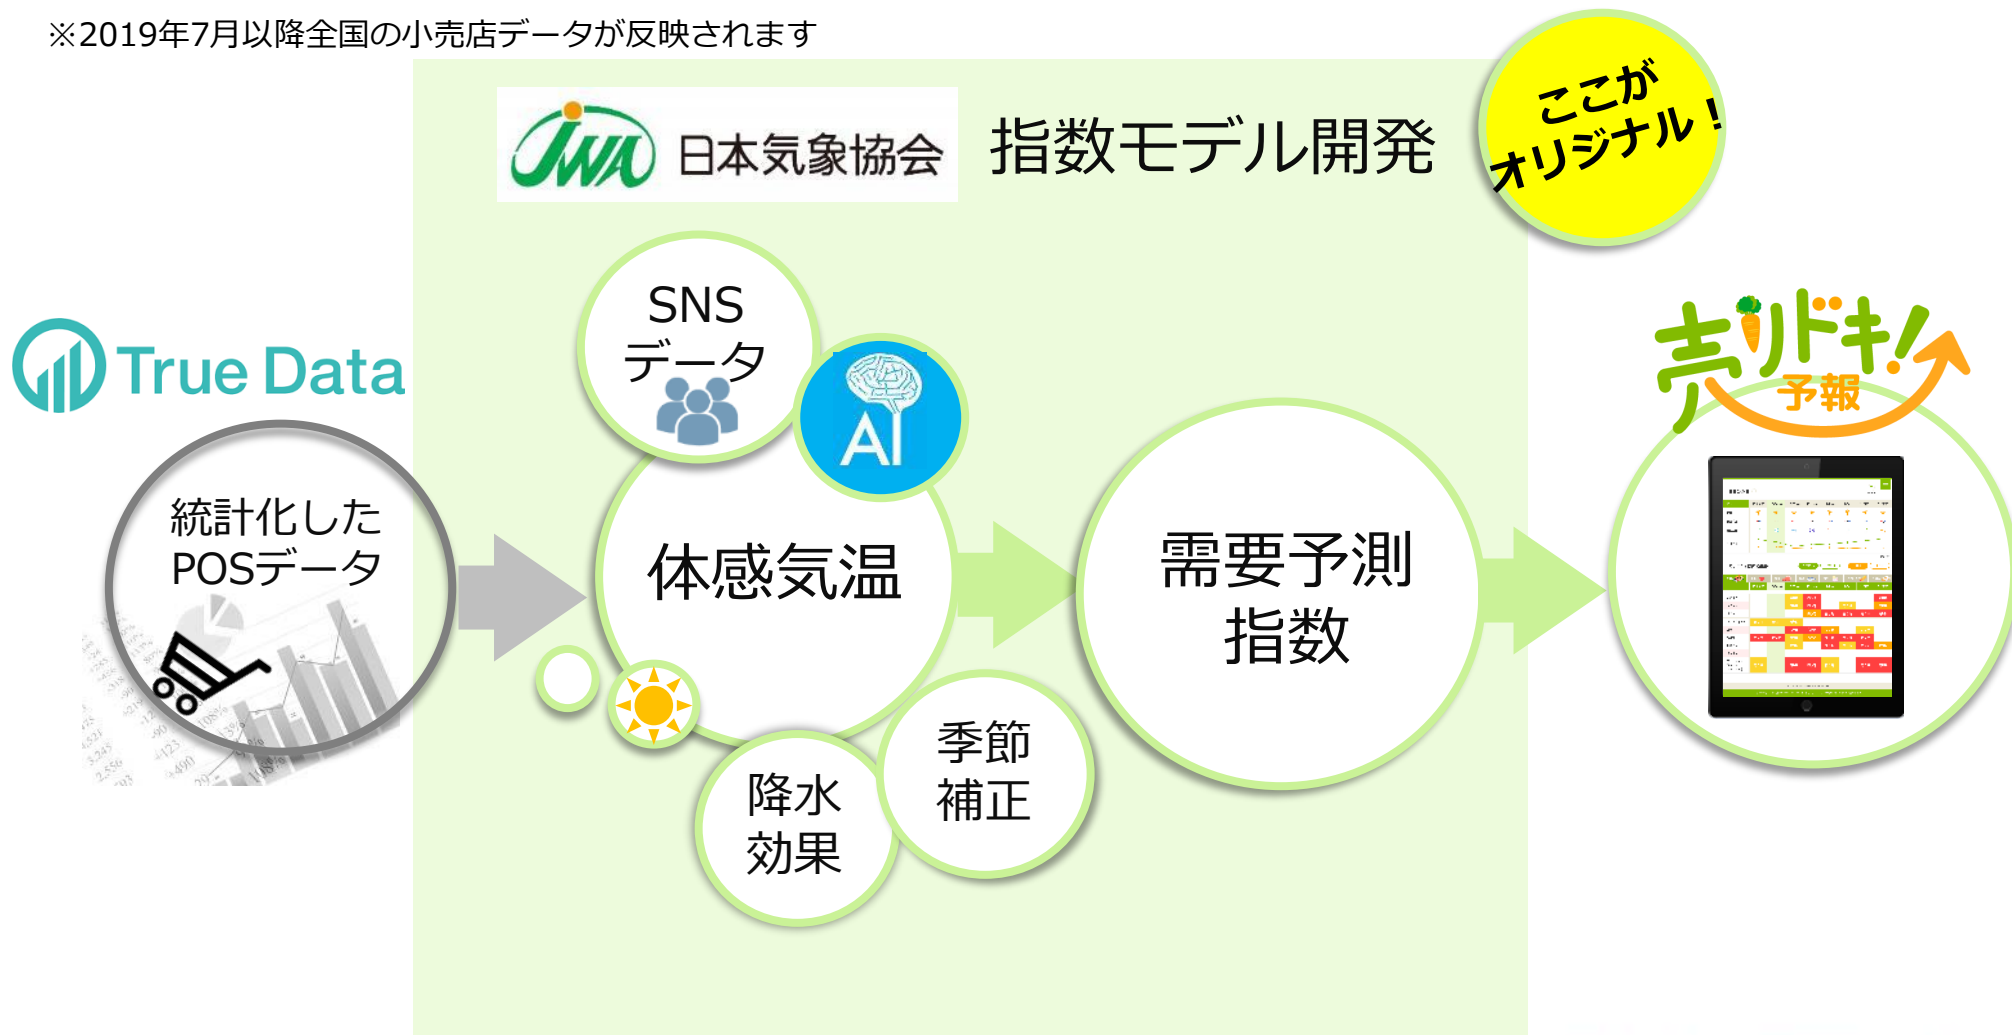 ※2019年7月以降全国の小売店データが反映されます
JWA 日本気象協会
指数モデル開発
ここが
オリジナル！
True Data
統計化した
POSデータ
SNS
データ
AI
体感気温
降水
効果
季節
補正
需要予測
指数
売りドキ！
予報